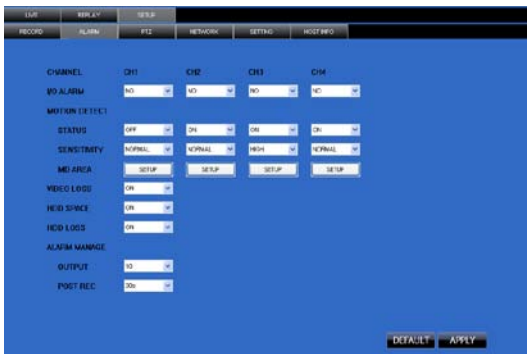 LIVE REPLAY SETUP
RECORD ALARM PTZ NETWORK SETTING HOST INFO
CHANNEL CH1 CH2 CH3 CH4
I/O ALARM NO NO NO NO
MOTION DETECT
STATUS OFF ON ON ON
SENSITIVITY NORMAL NORMAL HIGH NORMAL
MD AREA SETUP SETUP SETUP SETUP
VIDEO LOSS ON
HDD SPACE ON
HDD LOSS ON
ALARM MANAGE
OUTPUT 10
POST REC 30s
DEFAULT APPLY